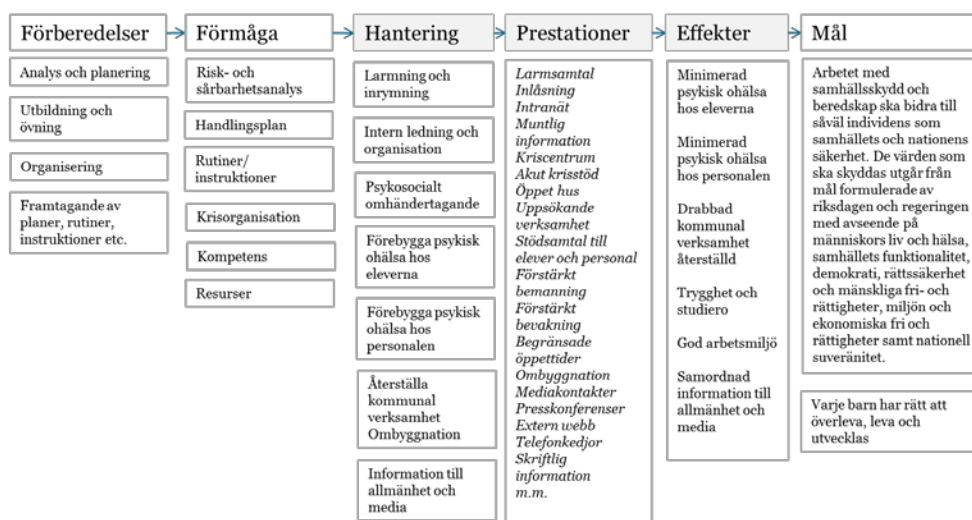 Förberedelser
Förmåga
Hantering
Prestationer
Effekter
Mål
Analys och planering
Utbildning och
övning
Organisering
Framtagande av
planer, rutiner,
instruktioner etc.
Risk- och
sårbarhetsanalys
Handlingsplan
Rutiner/
instruktioner
Krisorganisation
Kompetens
Resurser
Larmning och
inrymning
Intern ledning och
organisation
Psykosocialt
omhändertagande
Förebygga psykisk
ohälsa hos
eleverna
Förebygga psykisk
ohälsa hos
personalen
Återställa
kommunal
verksamhet
Ombyggnation
Information till
allmänhet och
media
Larmsamtal
Inlåsning
Intranät
Muntlig
information
Kriscentrum
Akut krisstöd
Öppet hus
Uppsökande
verksamhet
Stödsamtal till
elever och personal
Förstärkt
bemanning
Förstärkt
bevakning
Begränsade
öppettider
Ombyggnation
Mediakontakter
Presskonferenser
Extern webb
Telefonkedjor
Skriftlig
information
m.m.
Minimerad
psykisk ohälsa
hos eleverna
Minimerad
psykisk ohälsa
hos personalen
Drabbad
kommunal
verksamhet
återställd
Trygghet och
studiero
God arbetsmiljö
Samordnad
information till
allmänhet och
media
Arbetet med
samhällsskydd och
beredskap ska bidra till
såväl individens som
samhällets och nationens
säkerhet. De värden som
ska skyddas utgår från
mål formulerade av
riksdagen och regeringen
med avseende på
människors liv och hälsa,
samhällets funktionalitet,
demokrati, rättssäkerhet
och mänskliga fri- och
rättigheter, miljön och
ekonomiska fri och
rättigheter samt nationell
suveränitet.
Varje barn har rätt att
överleva, leva och
utvecklas